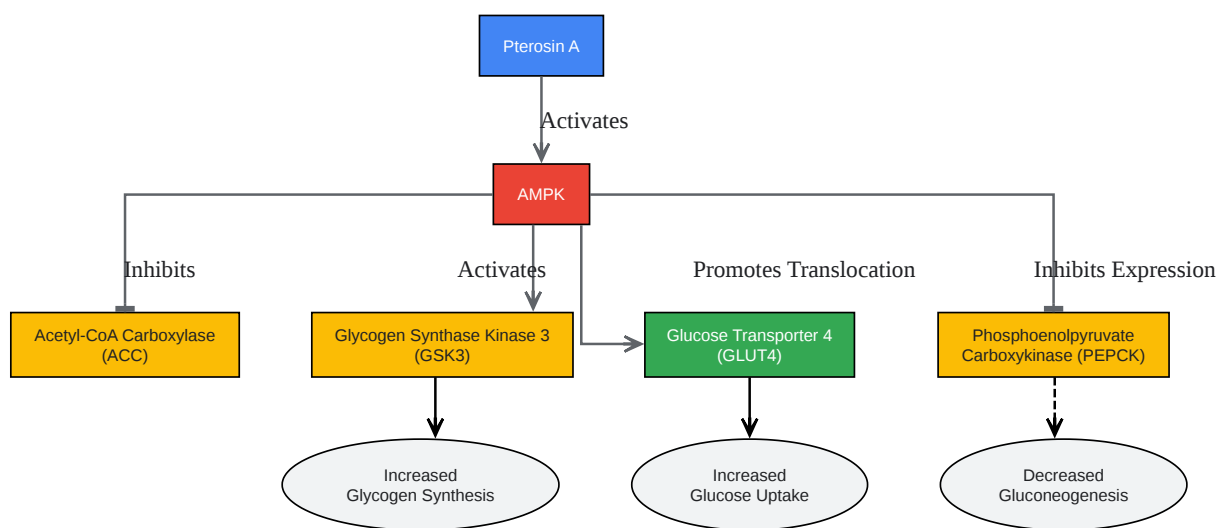 Pterosin A
Activates
AMPK
Inhibits
Activates
Promotes Translocation
Inhibits Expression
Acetyl-CoA Carboxylase
(ACC)
Glycogen Synthase Kinase 3
(GSK3)
Glucose Transporter 4
(GLUT4)
Phosphoenolpyruvate
Carboxykinase (PEPCK)
Increased
Glycogen Synthesis
Increased
Glucose Uptake
Decreased
Gluconeogenesis